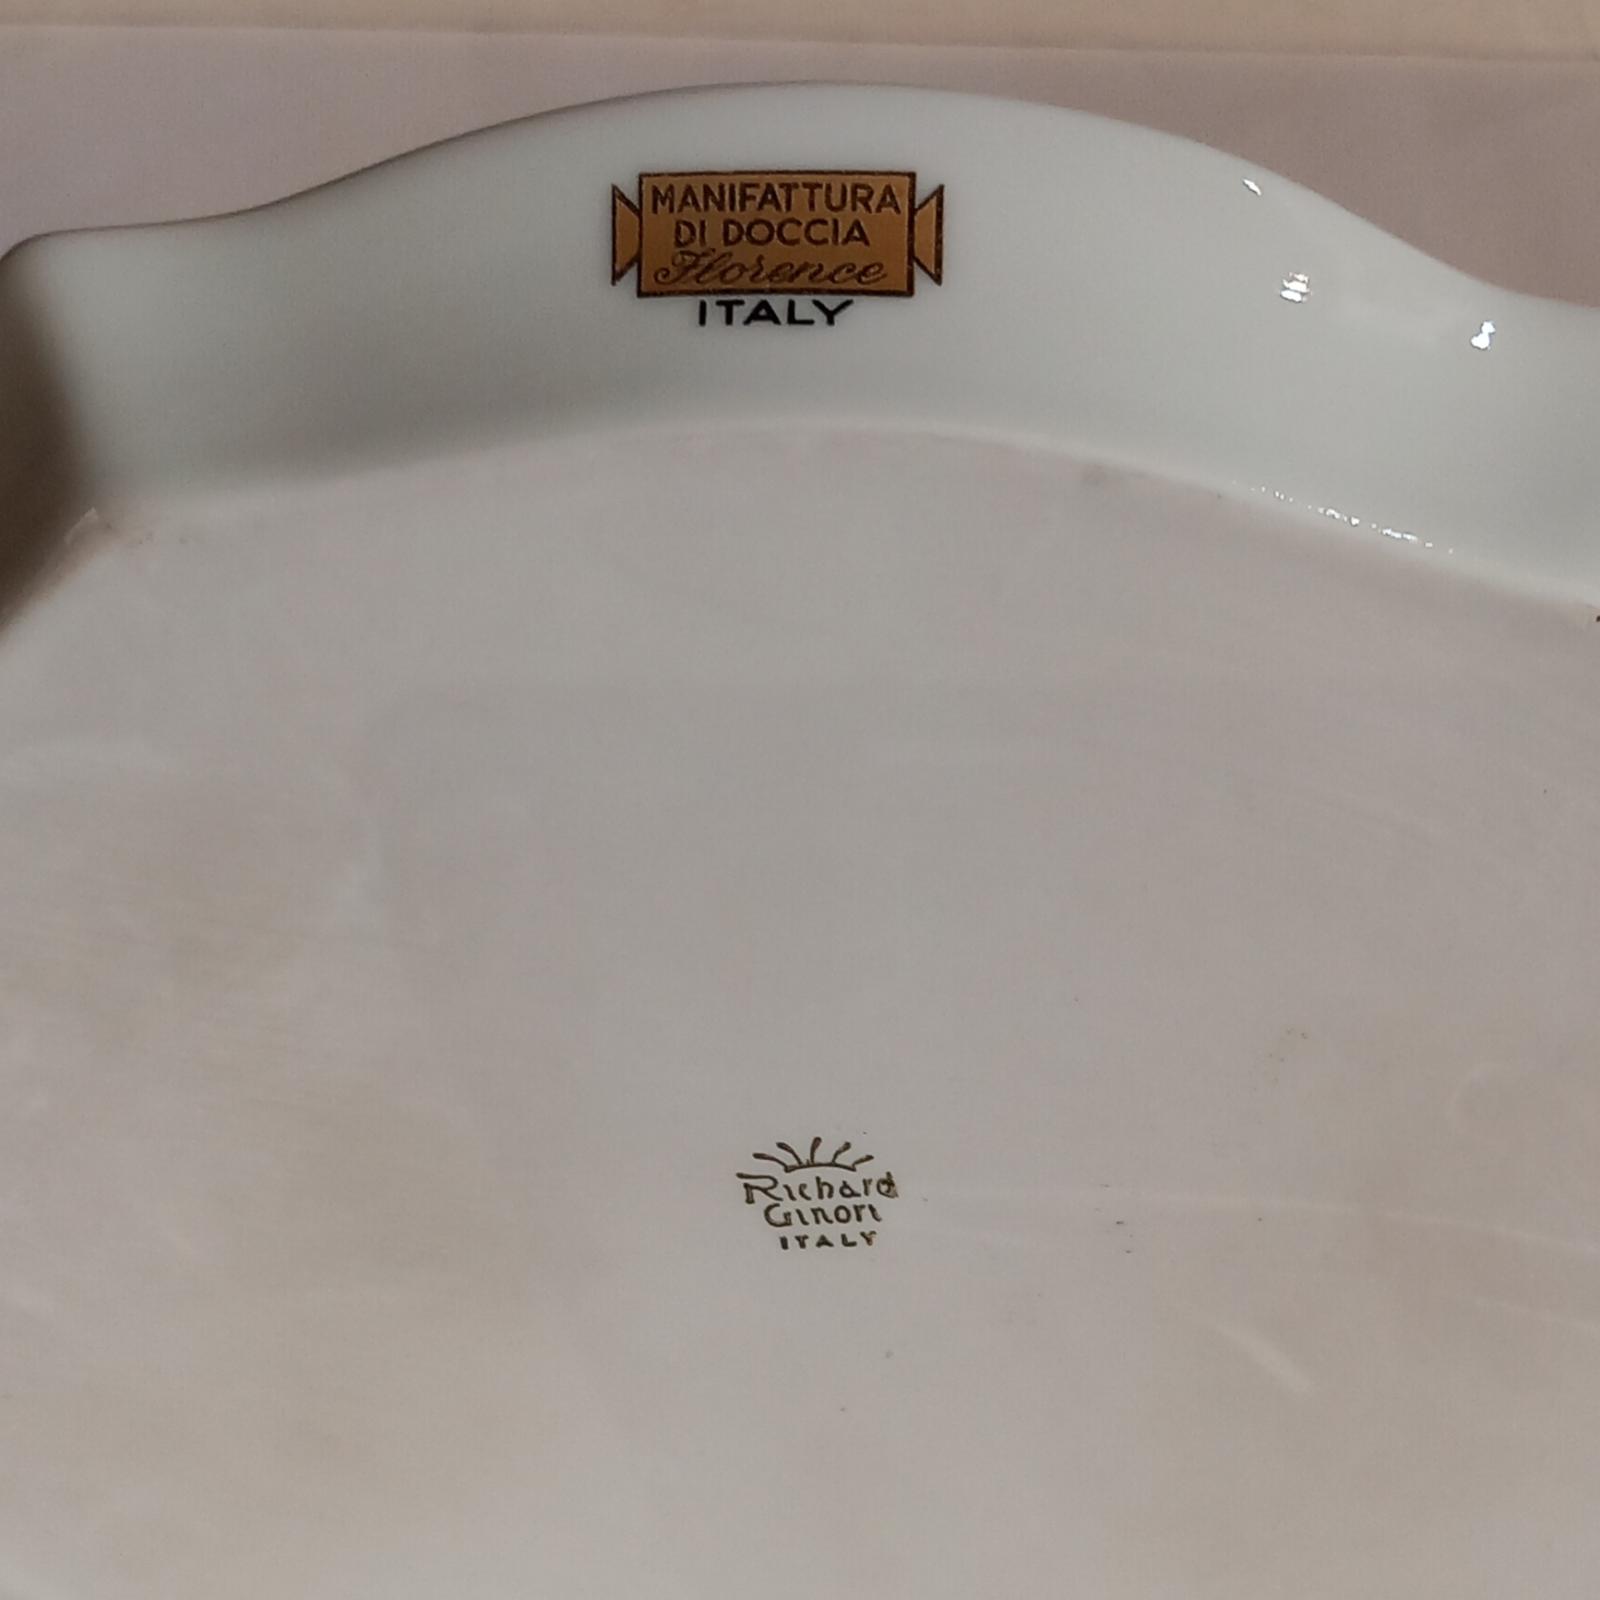 MANIFATTURA
DI DOCCIA
Florence
ITALY
Richard
Ginori
ITALY